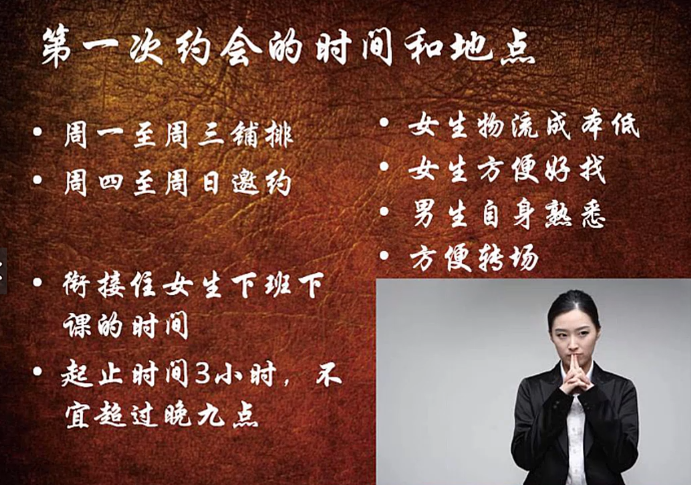 第一次约会的时间和地点
• 周一至周三铺排
• 周四至周日邀约
• 衔接住女生下班下
课的时间
• 起止时间3小时，不
宜超过晚九点
• 女生物流成本低
• 女生方便好找
• 男生自身熟悉
• 方便转场